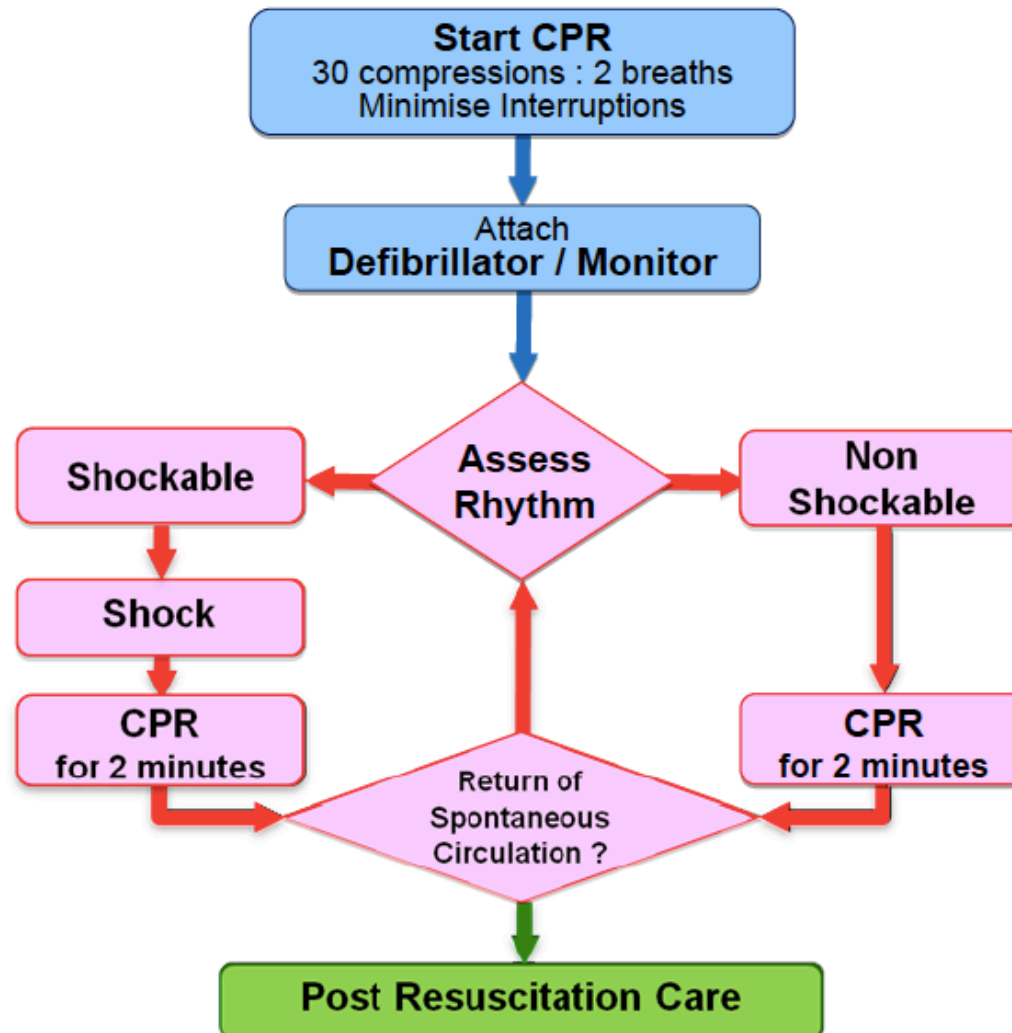 Start CPR
30 compressions : 2 breaths
Minimise Interruptions
Attach
Defibrillator / Monitor
Assess
Rhythm
Shockable
Non
Shockable
Shock
CPR
for 2 minutes
CPR
for 2 minutes
Return of
Spontaneous
Circulation ?
Post Resuscitation Care